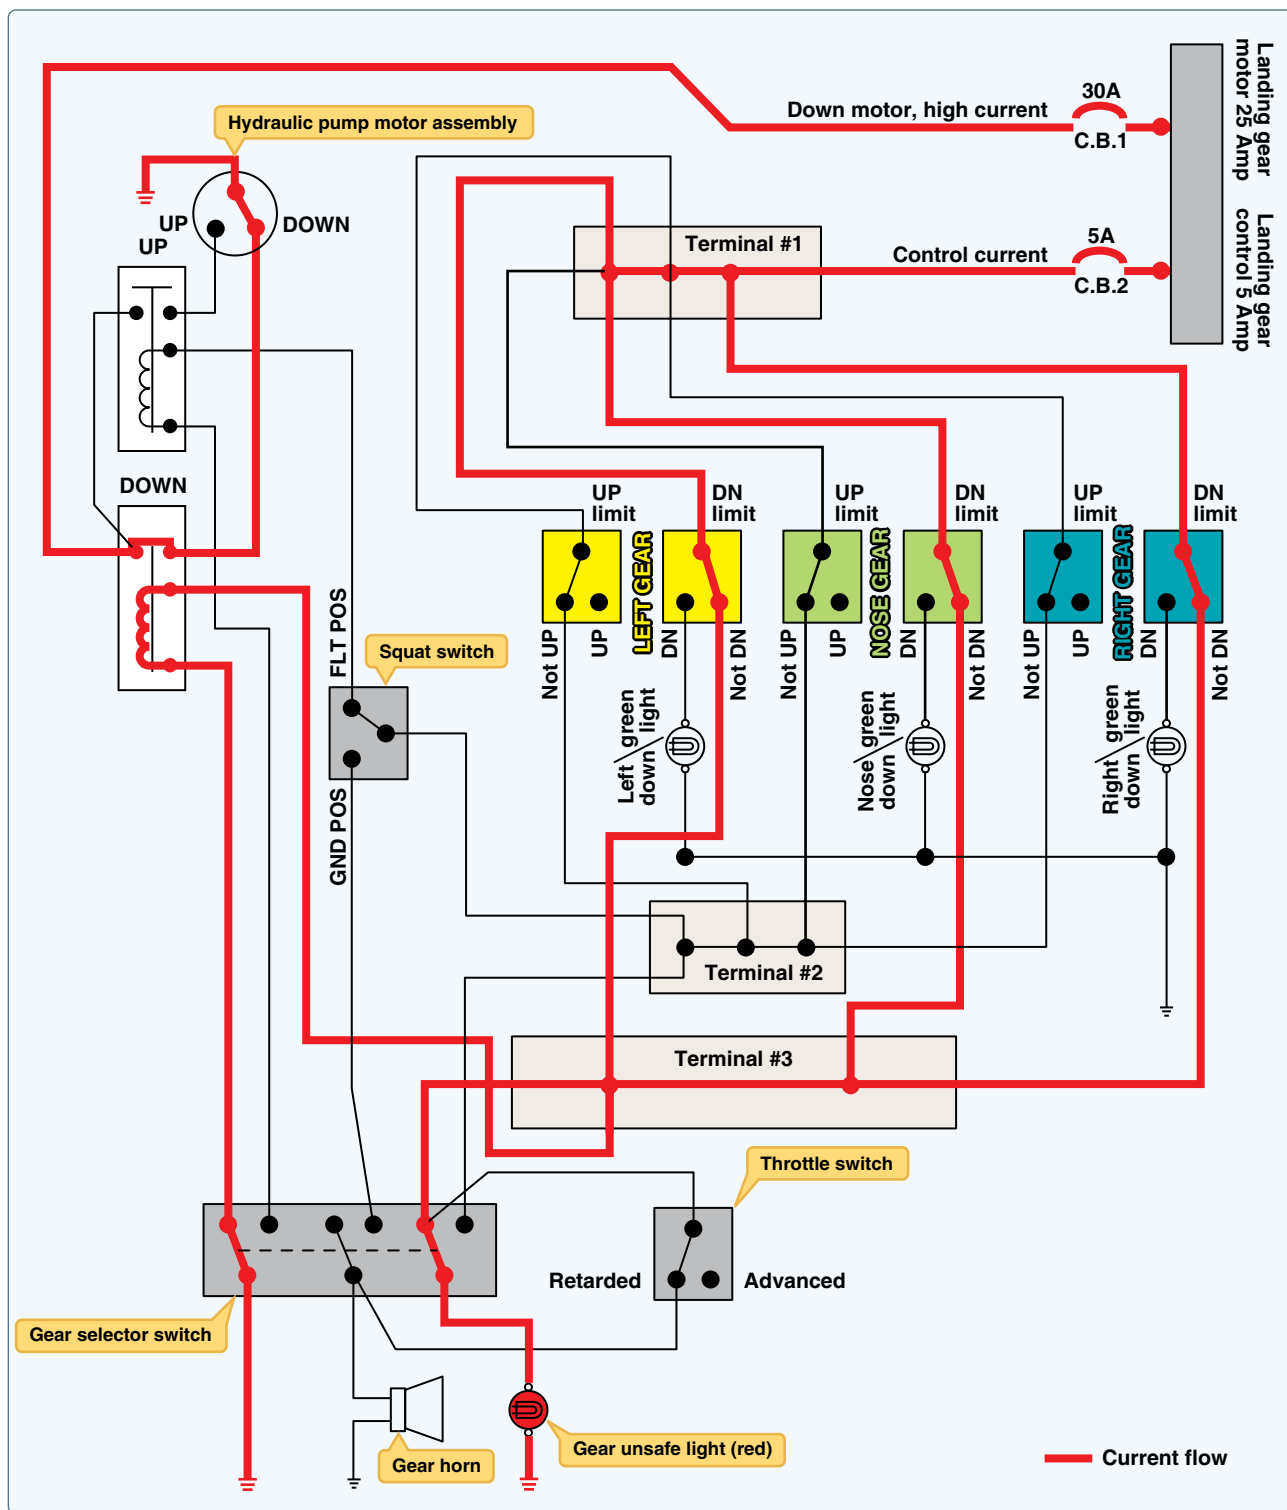 Landing gear
motor 25 Amp
30A
Down motor, high current
C.B.1
Hydraulic pump motor assembly
UP
DOWN
UP
Terminal #1
5A
Control current
C.B.2
Landing gear
control 5 Amp
DOWN
UP
limit
DN
limit
UP
limit
DN
limit
UP
limit
DN
limit
LEFT GEAR
NOSE GEAR
RIGHT GEAR
Not UP
UP
DN
Not DN
Not UP
UP
DN
Not DN
Not UP
UP
DN
Not DN
FLT POS
Squat switch
GND POS
Left green
down light
Nose green
down light
Right green
down light
Terminal #2
Terminal #3
Throttle switch
Retarded
Advanced
Gear selector switch
Gear horn
Gear unsafe light (red)
Current flow